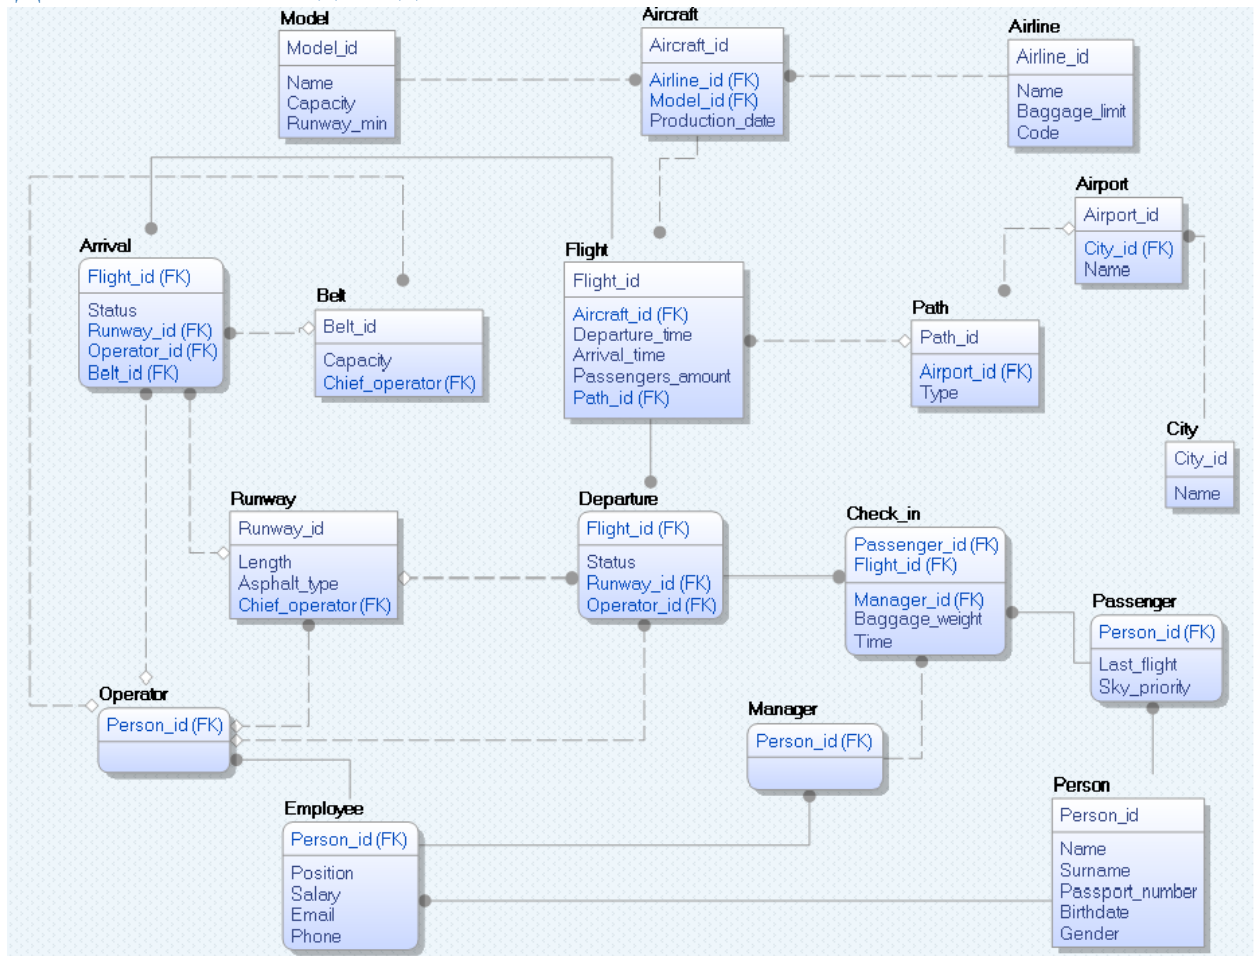 Model
Model_id
Name
Capacity
Runway_min
Aircraft
Aircraft_id
Airline_id (FK)
Model_id (FK)
Production_date
Airline
Airline_id
Name
Baggage_limit
Code
Airport
Airport_id
City_id (FK)
Name
Arrival
Flight_id (FK)
Status
Runway_id (FK)
Operator_id (FK)
Belt_id (FK)
Belt
Belt_id
Capacity
Chief_operator (FK)
Flight
Flight_id
Aircraft_id (FK)
Departure_time
Arrival_time
Passengers_amount
Path_id (FK)
Path
Path_id
Airport_id (FK)
Type
City
City_id
Name
Runway
Runway_id
Length
Asphalt_type
Chief_operator (FK)
Departure
Flight_id (FK)
Status
Runway_id (FK)
Operator_id (FK)
Check_in
Passenger_id (FK)
Flight_id (FK)
Manager_id (FK)
Baggage_weight
Time
Passenger
Person_id (FK)
Last_flight
Sky_priority
Operator
Person_id (FK)
Manager
Person_id (FK)
Employee
Person_id (FK)
Position
Salary
Email
Phone
Person
Person_id
Name
Surname
Passport_number
Birthdate
Gender